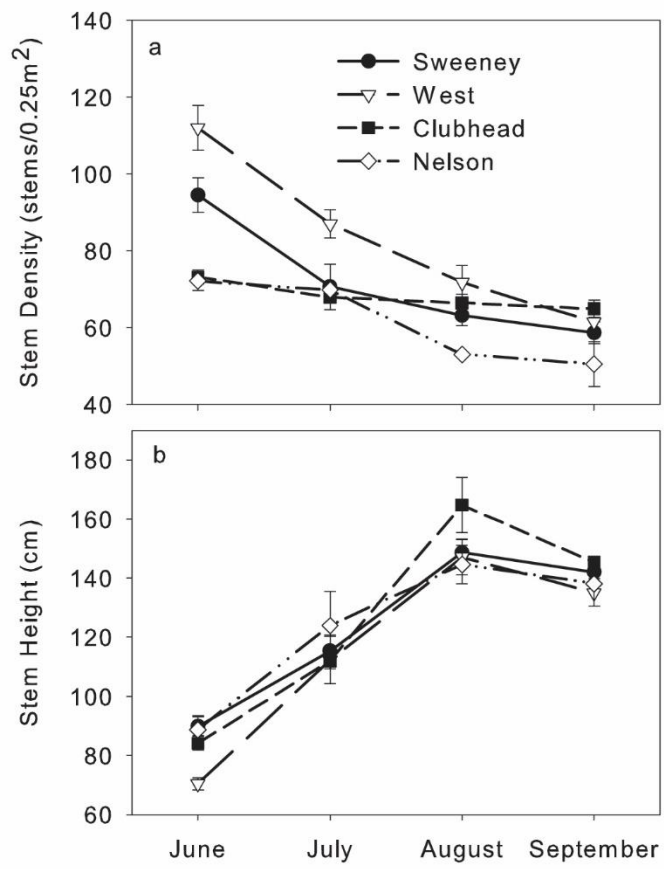 a
Sweeney
West
Clubhead
Nelson
Stem Density (stems/0.25m²)
140
120
100
80
60
40
b
Stem Height (cm)
180
160
140
120
100
80
60
June July August September